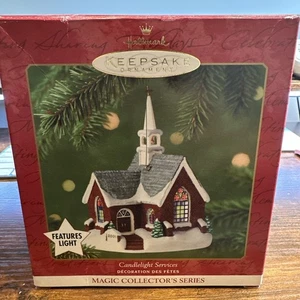 Hallmark
KEEPSAKE
ORNAMENT
FEATURES
LIGHT
Candlelight Services
DÉCORATION DES FÊTES
MAGIC COLLECTOR'S SERIES